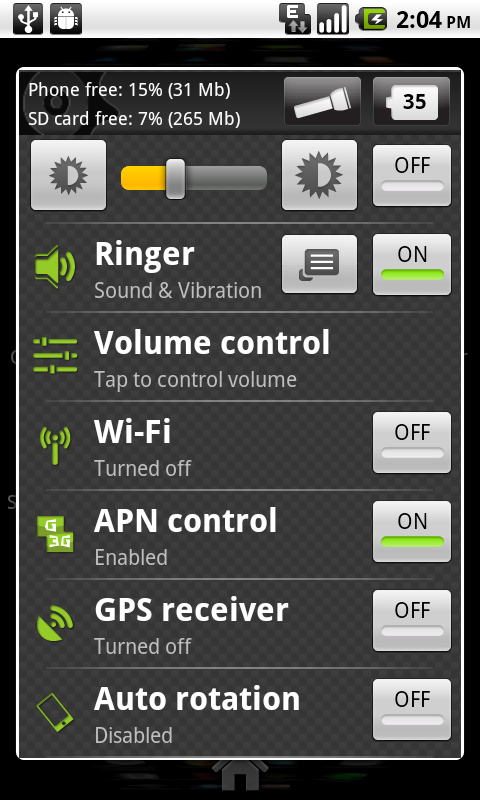 E
2:04 PM
Phone free: 15% (31 Mb)
SD card free: 7% (265 Mb)
35
OFF
Ringer
Sound & Vibration
ON
Volume control
Tap to control volume
Wi-Fi
Turned off
OFF
G
3G
APN control
Enabled
ON
GPS receiver
Turned off
OFF
Auto rotation
Disabled
OFF